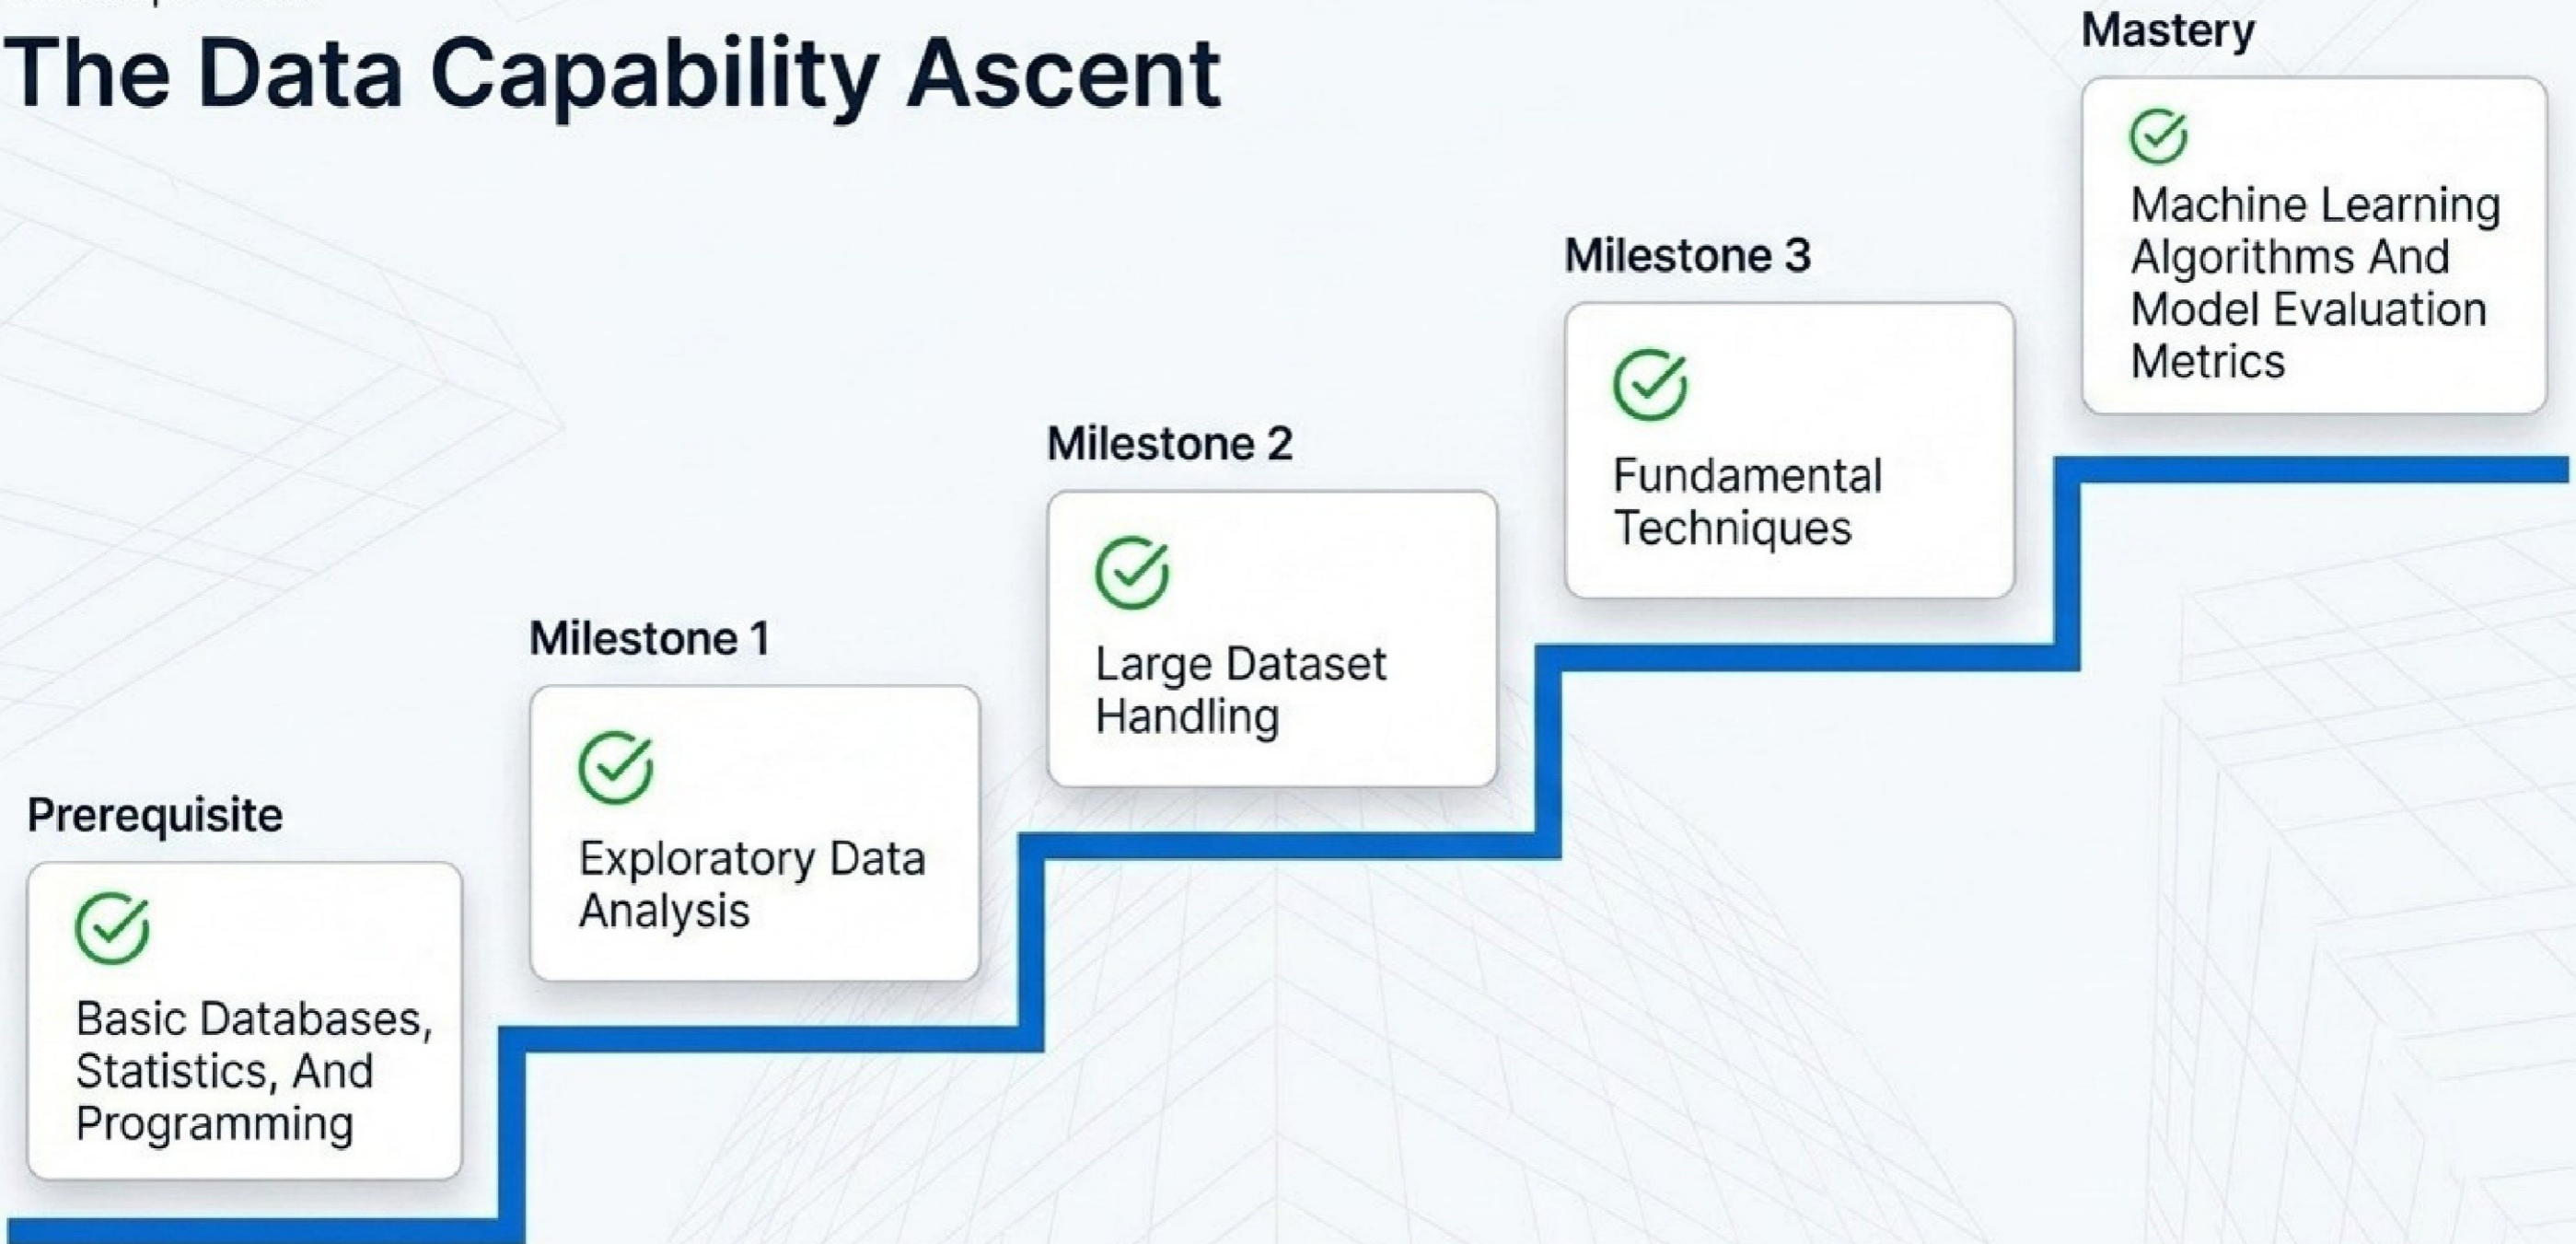 The Data Capability Ascent
Mastery
Machine Learning
Algorithms And
Model Evaluation
Metrics
Milestone 3
Fundamental
Techniques
Milestone 2
Large Dataset
Handling
Milestone 1
Exploratory Data
Analysis
Prerequisite
Basic Databases,
Statistics, And
Programming